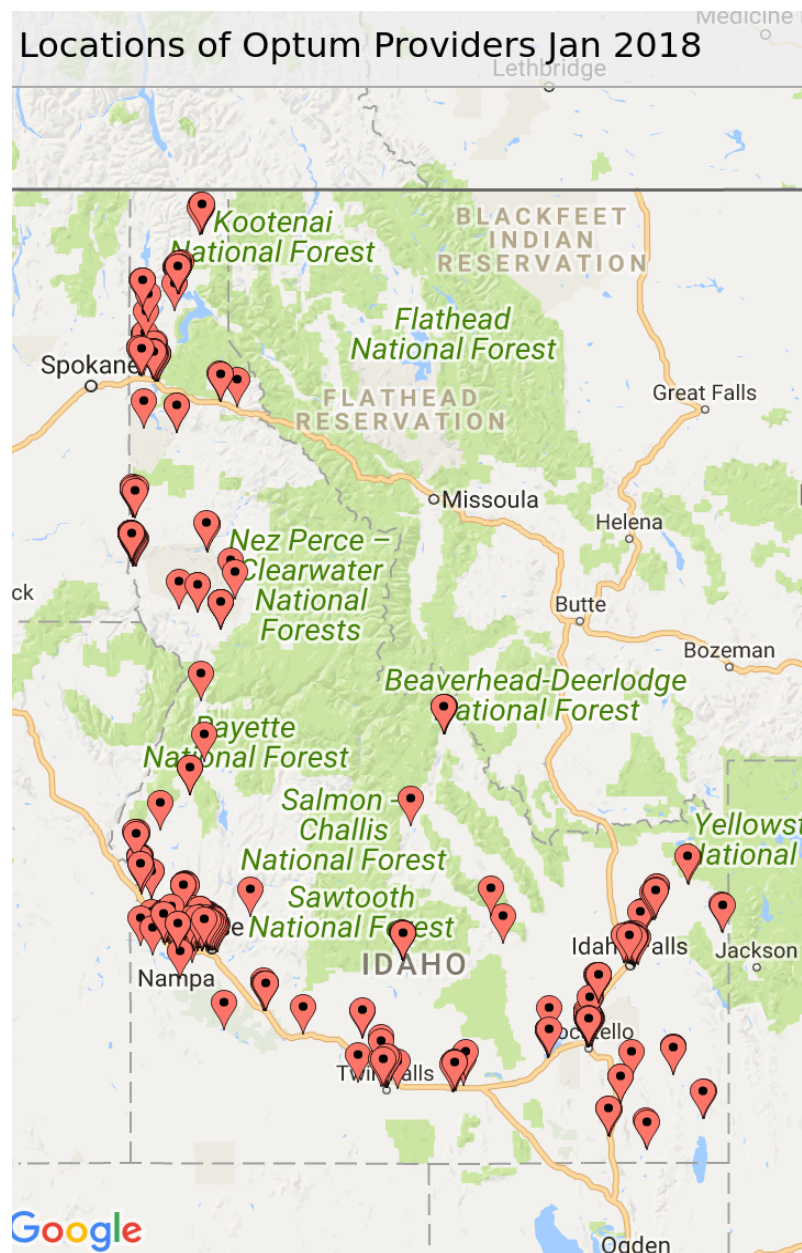 Medicine
Locations of Optum Providers Jan 2018
Lethbridge
Kootenai
National Forest
BLACKFEET
INDIAN
RESERVATION
Flathead
National Forest
Spokane
Great Falls
FLATHEAD
RESERVATION
Missoula
Helena
Nez Perce –
Clearwater
National
Forests
ck
Butte
Bozeman
Beaverhead-Deerlodge
National Forest
Payette
National Forest
Salmon -
Challis
National Forest
Yellowst
National
Sawtooth
National Forest
IDAHO
Idaho Falls
Jackson
Nampa
Pocatello
Twin Falls
Google
Ogden